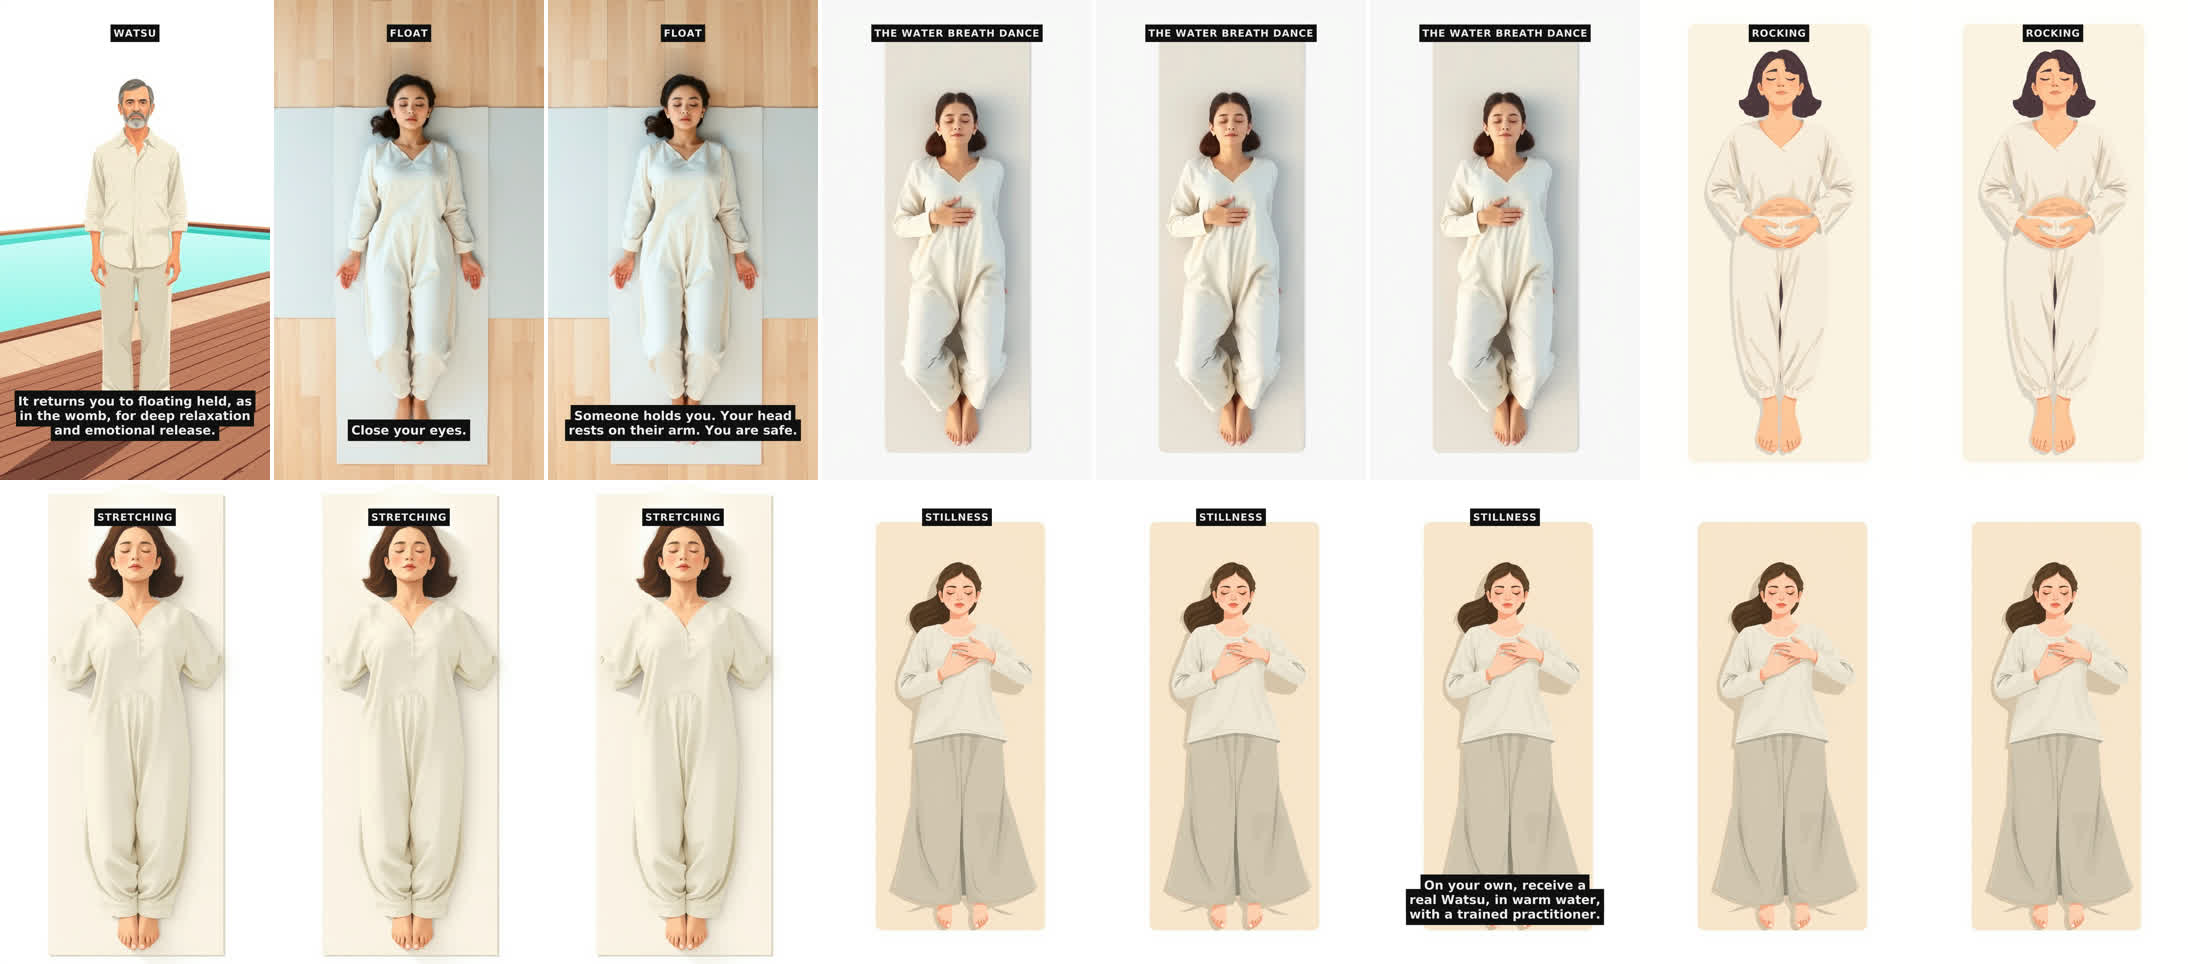 WATSU
It returns you to floating held, as
in the womb, for deep relaxation
and emotional release.
FLOAT
Close your eyes.
FLOAT
Someone holds you. Your head
rests on their arm. You are safe.
THE WATER BREATH DANCE
THE WATER BREATH DANCE
THE WATER BREATH DANCE
ROCKING
ROCKING
STRETCHING
STRETCHING
STRETCHING
STILLNESS
STILLNESS
STILLNESS
On your own, receive a
real Watsu, in warm water,
with a trained practitioner.